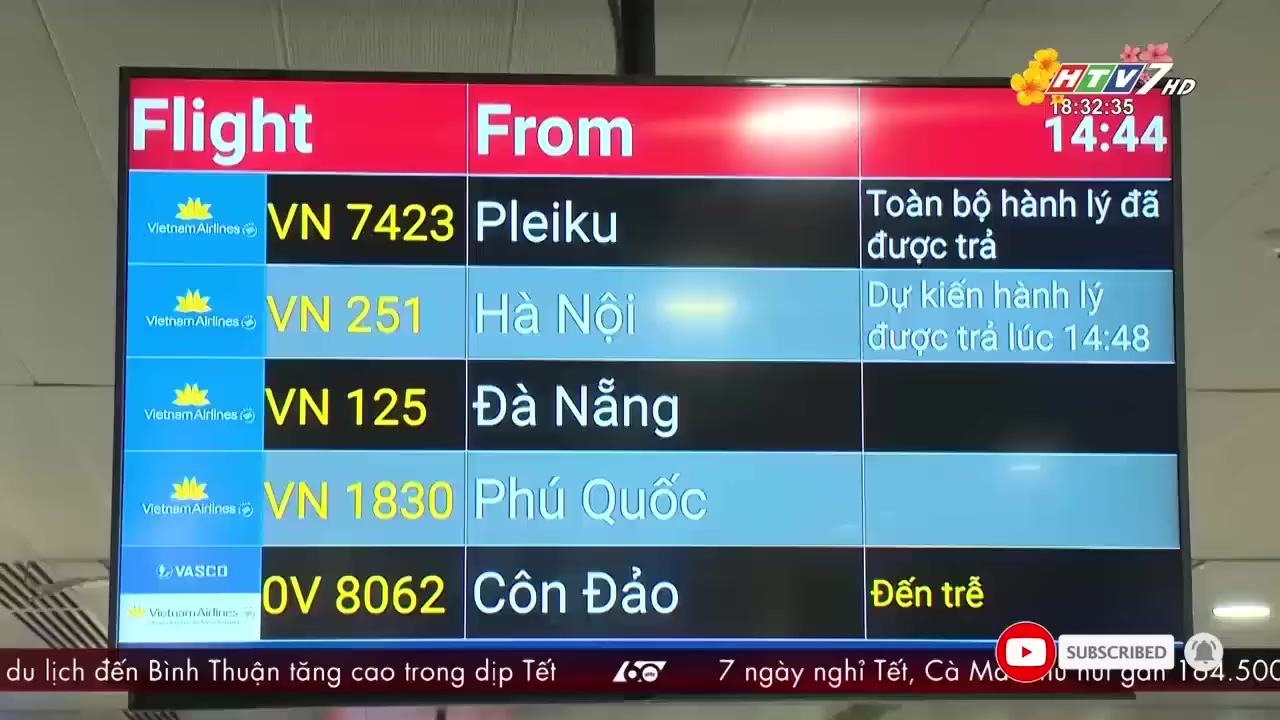 HTV7 HD
18:32:35
Flight From 14:44
Vietnam Airlines VN 7423 Pleiku Toàn bộ hành lý đã
được trả
Vietnam Airlines VN 251 Hà Nội Dự kiến hành lý
được trả lúc 14:48
Vietnam Airlines VN 125 Đà Nẵng
Vietnam Airlines VN 1830 Phú Quốc
VASCO
Vietnam Airlines 0V 8062 Côn Đảo Đến trễ
SUBSCRIBED
du lịch đến Bình Thuận tăng cao trong dịp Tết 60 7 ngày nghỉ Tết, Cà